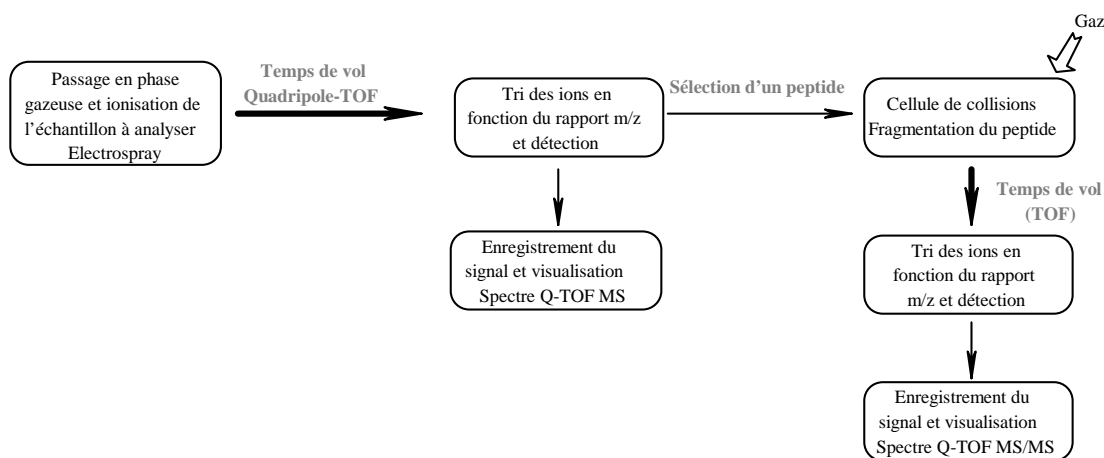 Gaz
Passage en phase
gazeuse et ionisation de
l'échantillon à analyser
Electrospray
Temps de vol
Quadripole-TOF
Tri des ions en
fonction du rapport m/z
et détection
Sélection d'un peptide
Cellule de collisions
Fragmentation du peptide
Enregistrement du
signal et visualisation
Spectre Q-TOF MS
Temps de vol
(TOF)
Tri des ions en
fonction du rapport
m/z et détection
Enregistrement du
signal et visualisation
Spectre Q-TOF MS/MS